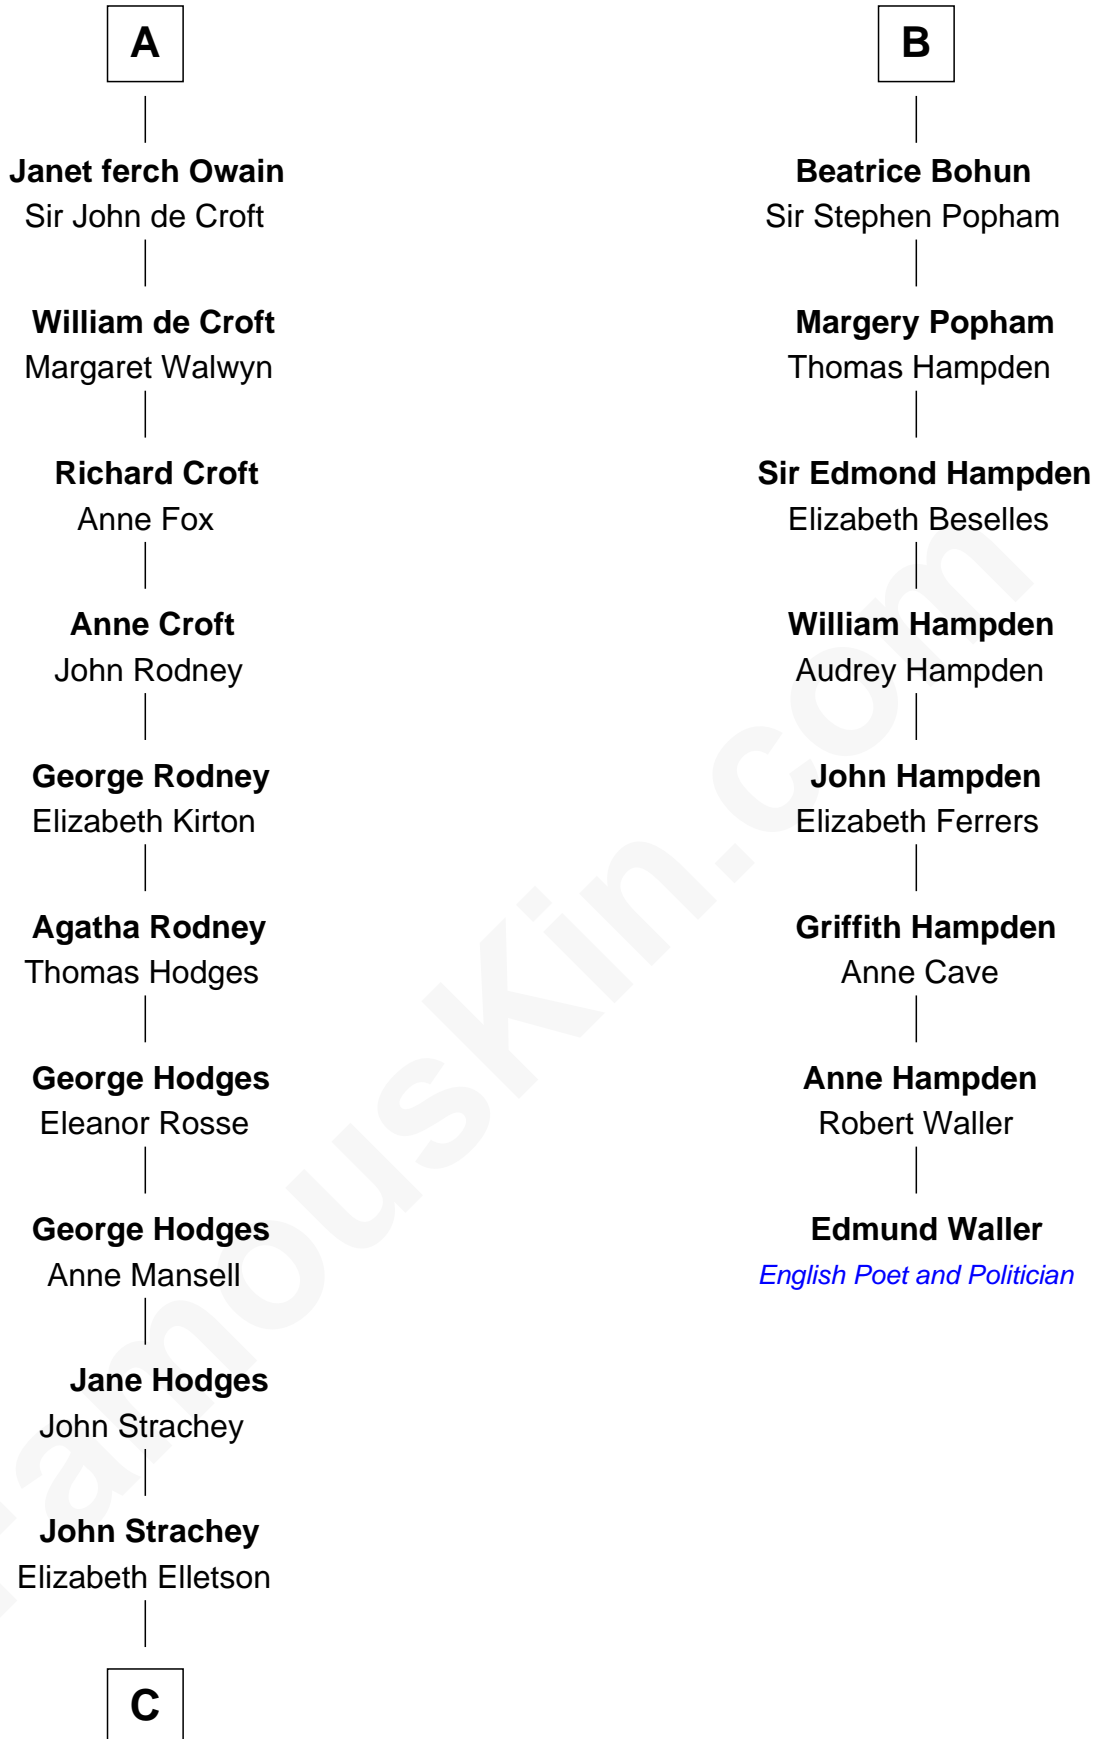 A
Janet ferch Owain
Sir John de Croft
William de Croft
Margaret Walwyn
Richard Croft
Anne Fox
Anne Croft
John Rodney
George Rodney
Elizabeth Kirton
Agatha Rodney
Thomas Hodges
George Hodges
Eleanor Rosse
George Hodges
Anne Mansell
Jane Hodges
John Strachey
John Strachey
Elizabeth Elletson
C
B
Beatrice Bohun
Sir Stephen Popham
Margery Popham
Thomas Hampden
Sir Edmond Hampden
Elizabeth Beselles
William Hampden
Audrey Hampden
John Hampden
Elizabeth Ferrers
Griffith Hampden
Anne Cave
Anne Hampden
Robert Waller
Edmund Waller
English Poet and Politician
FamousKin.com